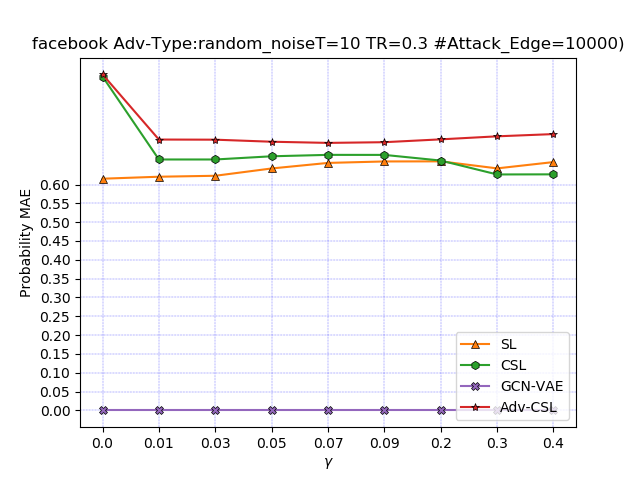 facebook Adv-Type:random_noiseT=10 TR=0.3 #Attack_Edge=10000)
Probability MAE
0.60
0.55
0.50
0.45
0.40
0.35
0.30
0.25
0.20
0.15
0.10
0.05
0.00
SL
CSL
GCN-VAE
Adv-CSL
0.0 0.01 0.03 0.05 0.07 0.09 0.2 0.3 0.4
γ